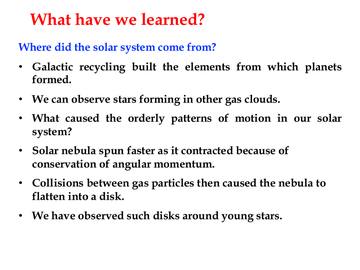 What have we learned?
Where did the solar system come from?
• Galactic recycling built the elements from which planets
formed.
• We can observe stars forming in other gas clouds.
• What caused the orderly patterns of motion in our solar
system?
• Solar nebula spun faster as it contracted because of
conservation of angular momentum.
• Collisions between gas particles then caused the nebula to
flatten into a disk.
• We have observed such disks around young stars.